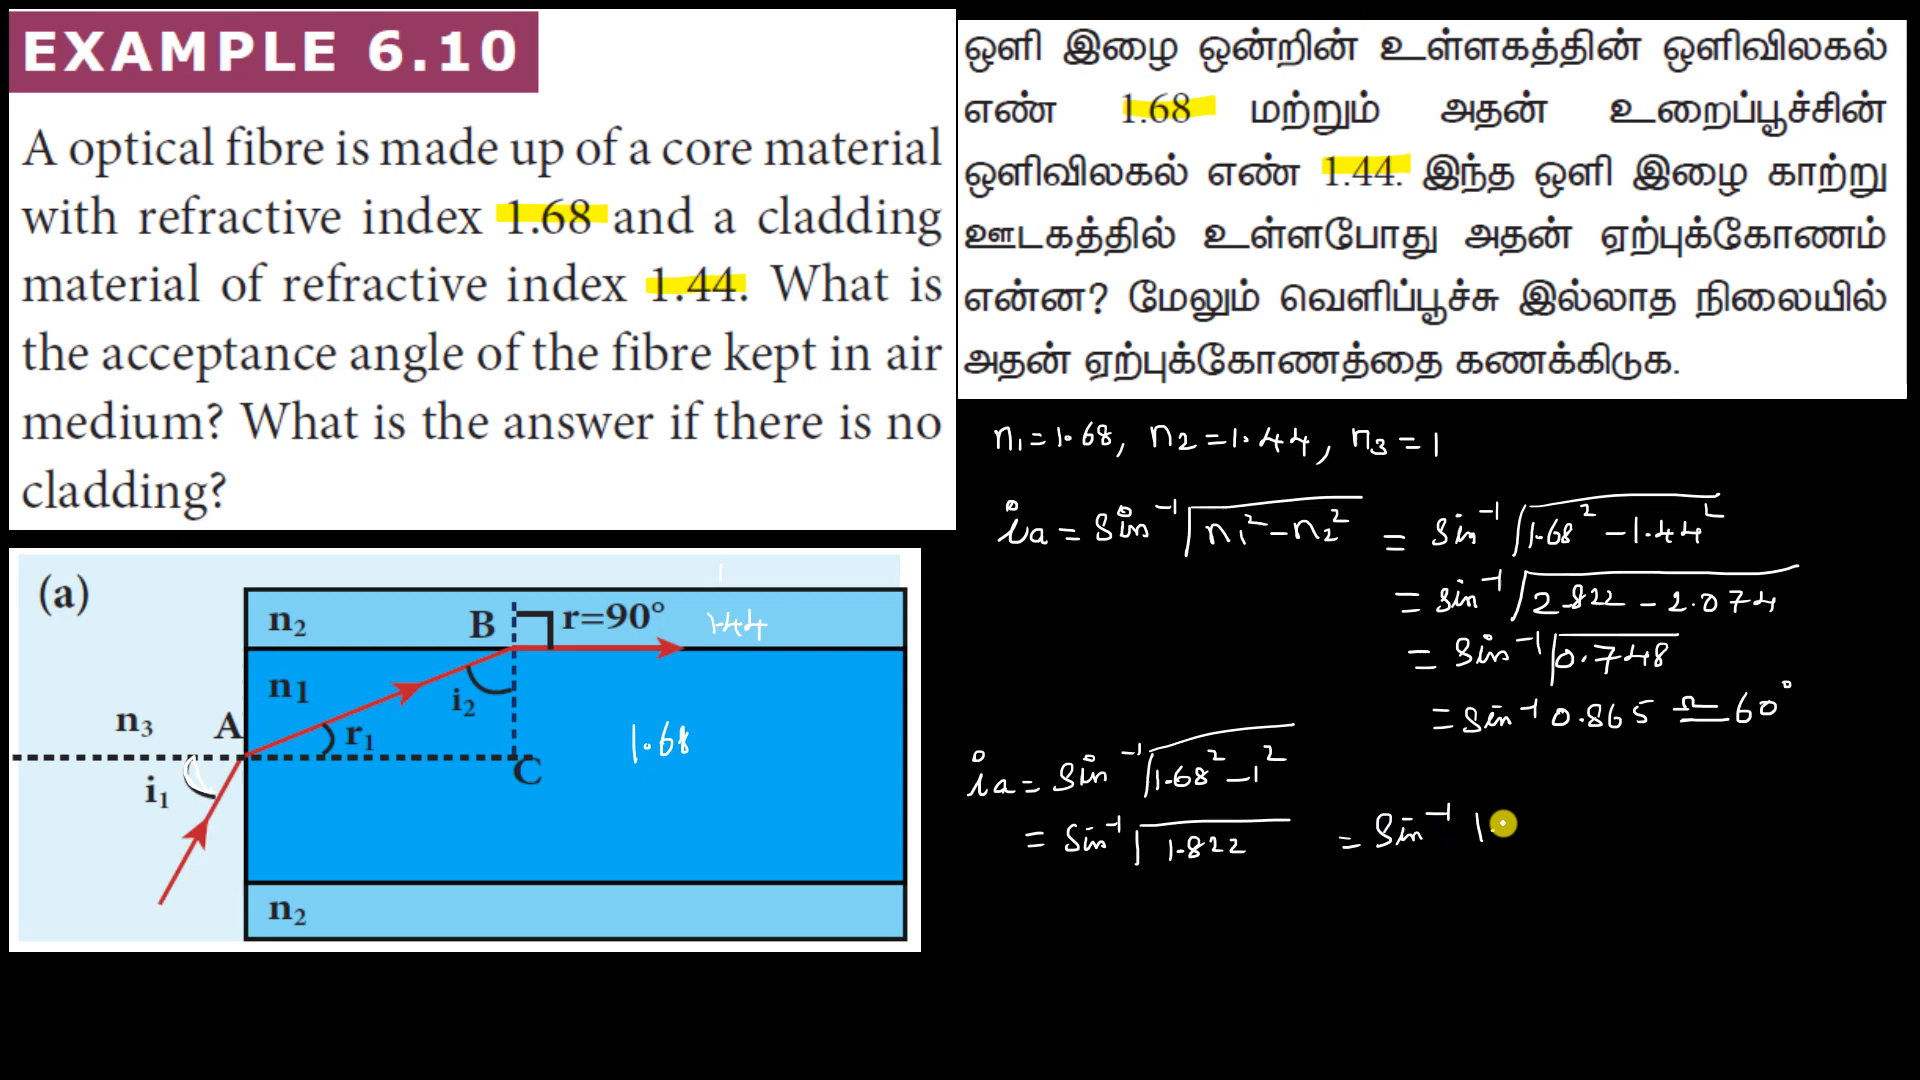 EXAMPLE 6.10
A optical fibre is made up of a core material
with refractive index 1.68 and a cladding
material of refractive index 1.44. What is
the acceptance angle of the fibre kept in air
medium? What is the answer if there is no
cladding?
ஒளி இழை ஒன்றின் உள்ளகத்தின் ஒளிவிலகல்
எண் 1.68 மற்றும் அதன் உறைப்பூச்சின்
ஒளிவிலகல் எண் 1.44. இந்த ஒளி இழை காற்று
ஊடகத்தில் உள்ளபோது அதன் ஏற்புக்கோணம்
என்ன? மேலும் வெளிப்பூச்சு இல்லாத நிலையில்
அதன் ஏற்புக்கோணத்தை கணக்கிடுக.
(a)
1
n₂ B r=90° 1.44
n₁ i₂
n₃ A r₁ 1.68
C
i₁
n₂
n₁ = 1.68, n₂ = 1.44, n₃ = 1
ia = Sin⁻¹ √(n₁² − n₂²) = Sin⁻¹ √(1.68² − 1.44²)
= Sin⁻¹ √(2.822 − 2.074)
= Sin⁻¹ √0.748
= Sin⁻¹ 0.865 ≃ 60°
ia = Sin⁻¹ √(1.68² − 1²)
= Sin⁻¹ √1.822 = Sin⁻¹ 1.